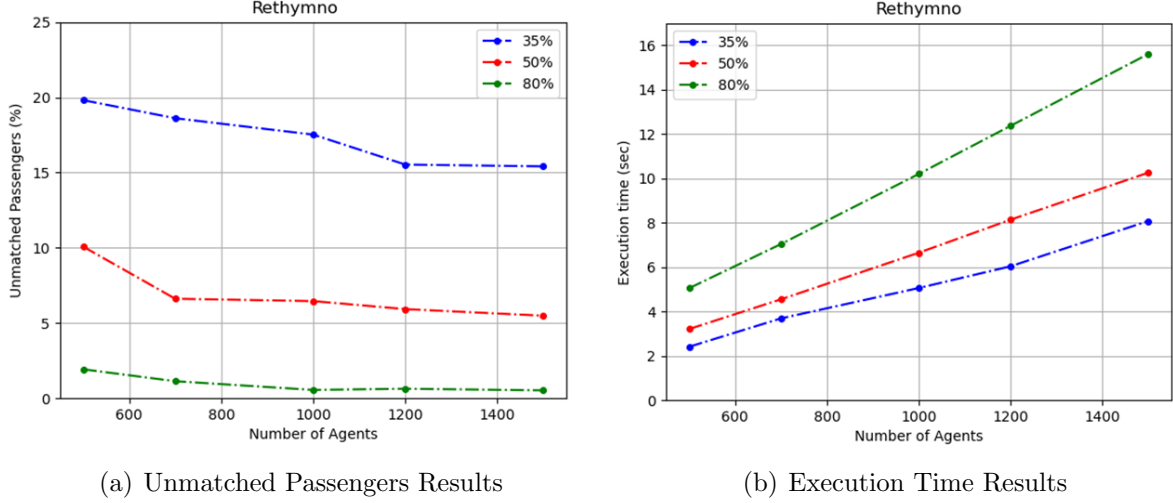 Rethymno
25
20
15
10
5
0
Unmatched Passengers (%)
35%
50%
80%
600 800 1000 1200 1400
Number of Agents
(a) Unmatched Passengers Results
Rethymno
16
14
12
10
8
6
4
2
0
Execution time (sec)
35%
50%
80%
600 800 1000 1200 1400
Number of Agents
(b) Execution Time Results